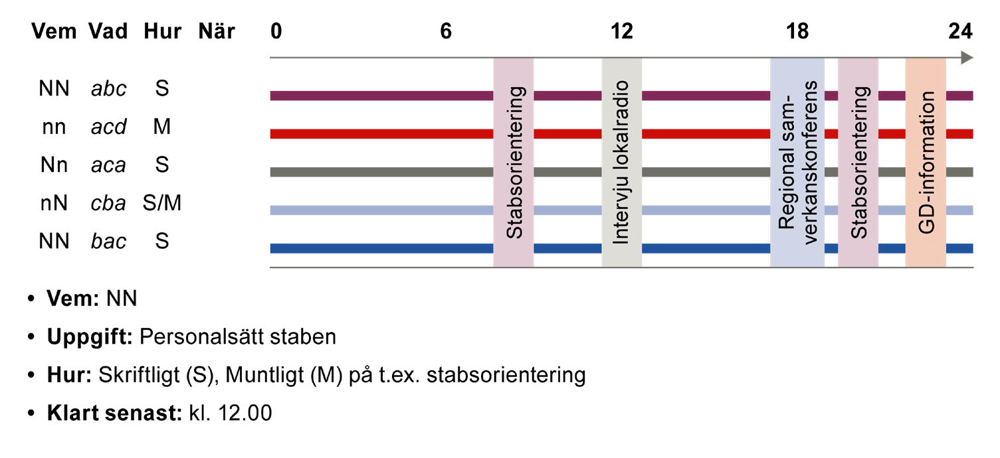 Vem Vad Hur När 0 6 12 18 24
NN abc S
nn acd M
Nn aca S
nN cba S/M
NN bac S
Stabsorientering
Intervju lokalradio
Regional sam-
verkanskonferens
Stabsorientering
GD-information
• Vem: NN
• Uppgift: Personalsätt staben
• Hur: Skriftligt (S), Muntligt (M) på t.ex. stabsorientering
• Klart senast: kl. 12.00